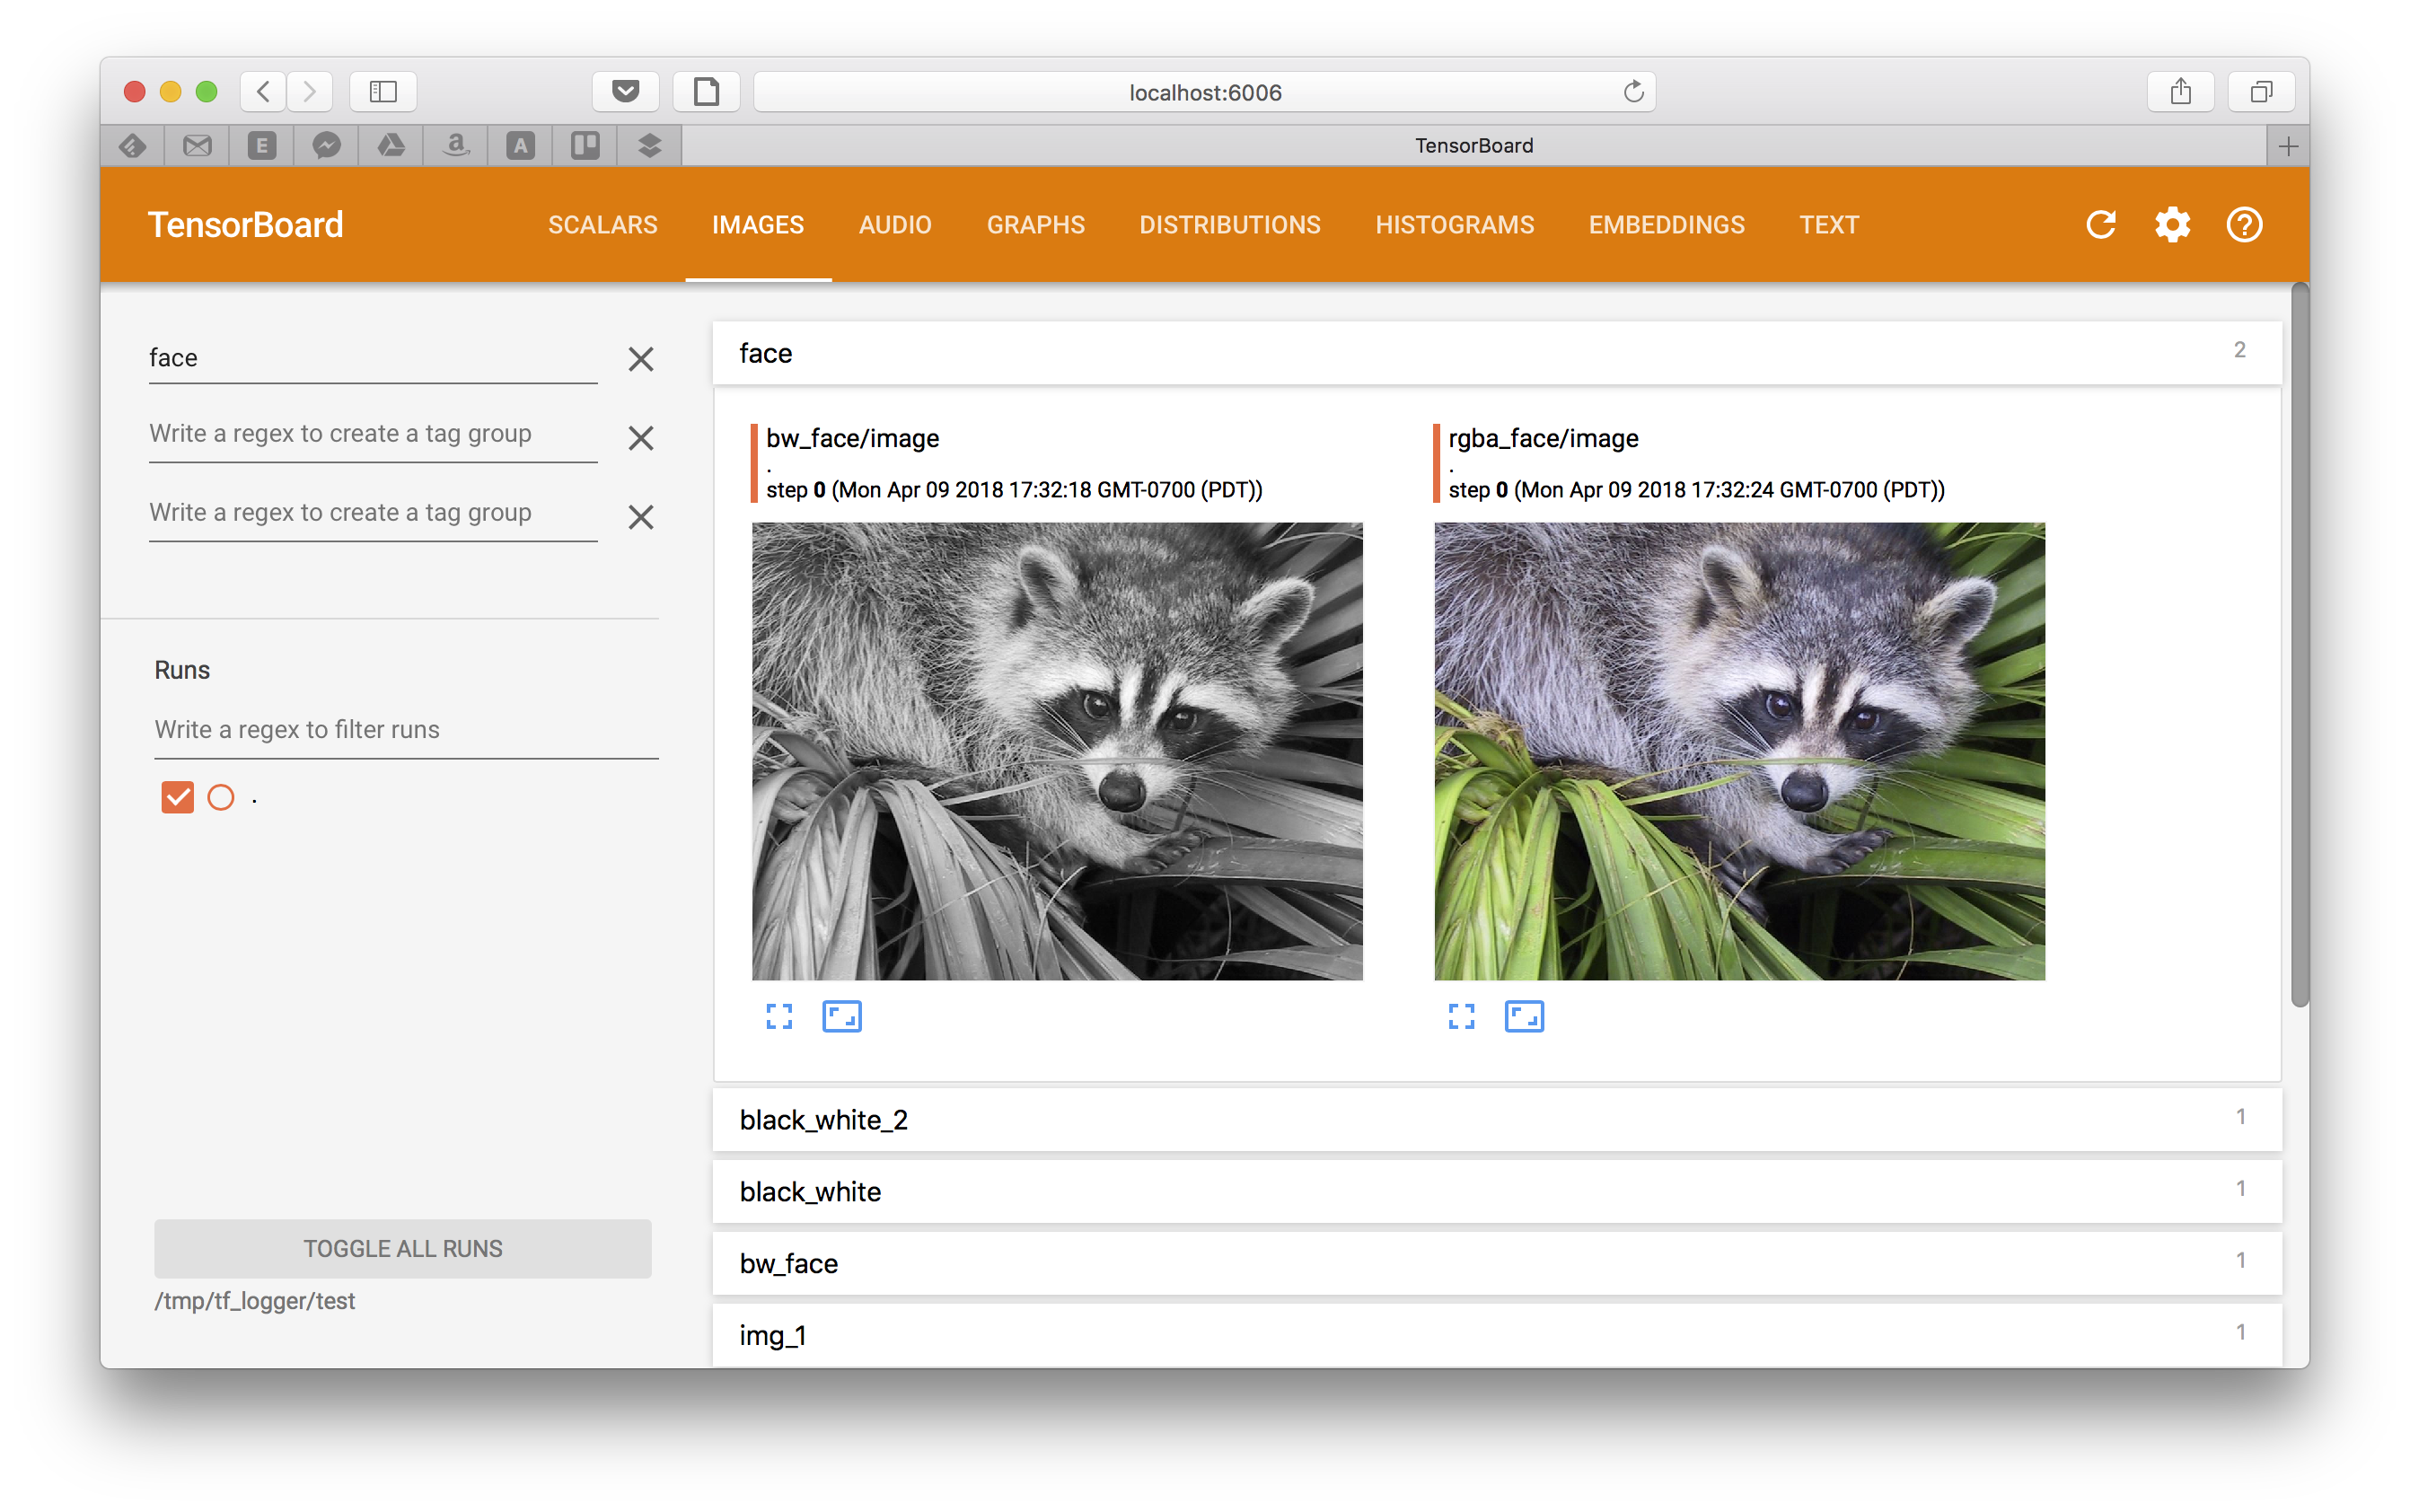 localhost:6006
E
a
A
TensorBoard
TensorBoard
SCALARS IMAGES AUDIO GRAPHS DISTRIBUTIONS HISTOGRAMS EMBEDDINGS TEXT
face
Write a regex to create a tag group
Write a regex to create a tag group
Runs
Write a regex to filter runs
.
TOGGLE ALL RUNS
/tmp/tf_logger/test
face 2
bw_face/image
.
step 0 (Mon Apr 09 2018 17:32:18 GMT-0700 (PDT))
rgba_face/image
.
step 0 (Mon Apr 09 2018 17:32:24 GMT-0700 (PDT))
black_white_2 1
black_white 1
bw_face 1
img_1 1